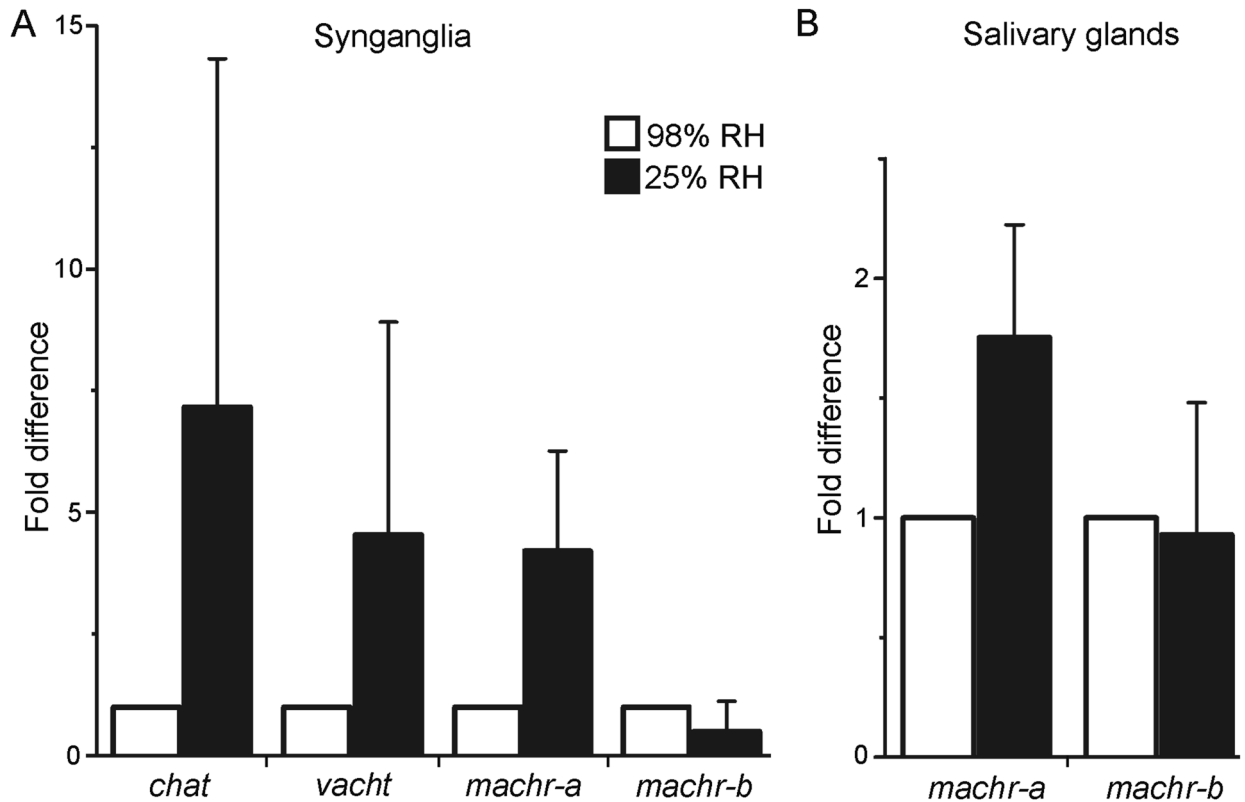 A
Synganglia
98% RH
25% RH
Fold difference
15
10
5
0
chat
vacht
machr-a
machr-b
B
Salivary glands
Fold difference
2
1
0
machr-a
machr-b